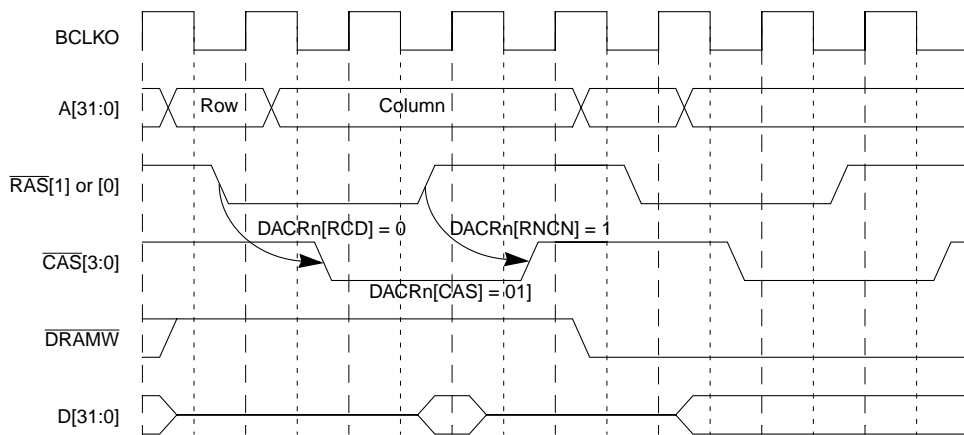 BCLKO
A[31:0]
Row
Column
RAS[1] or [0]
DACRn[RCD] = 0
DACRn[RNCN] = 1
CAS[3:0]
DACRn[CAS] = 01]
DRAMW
D[31:0]